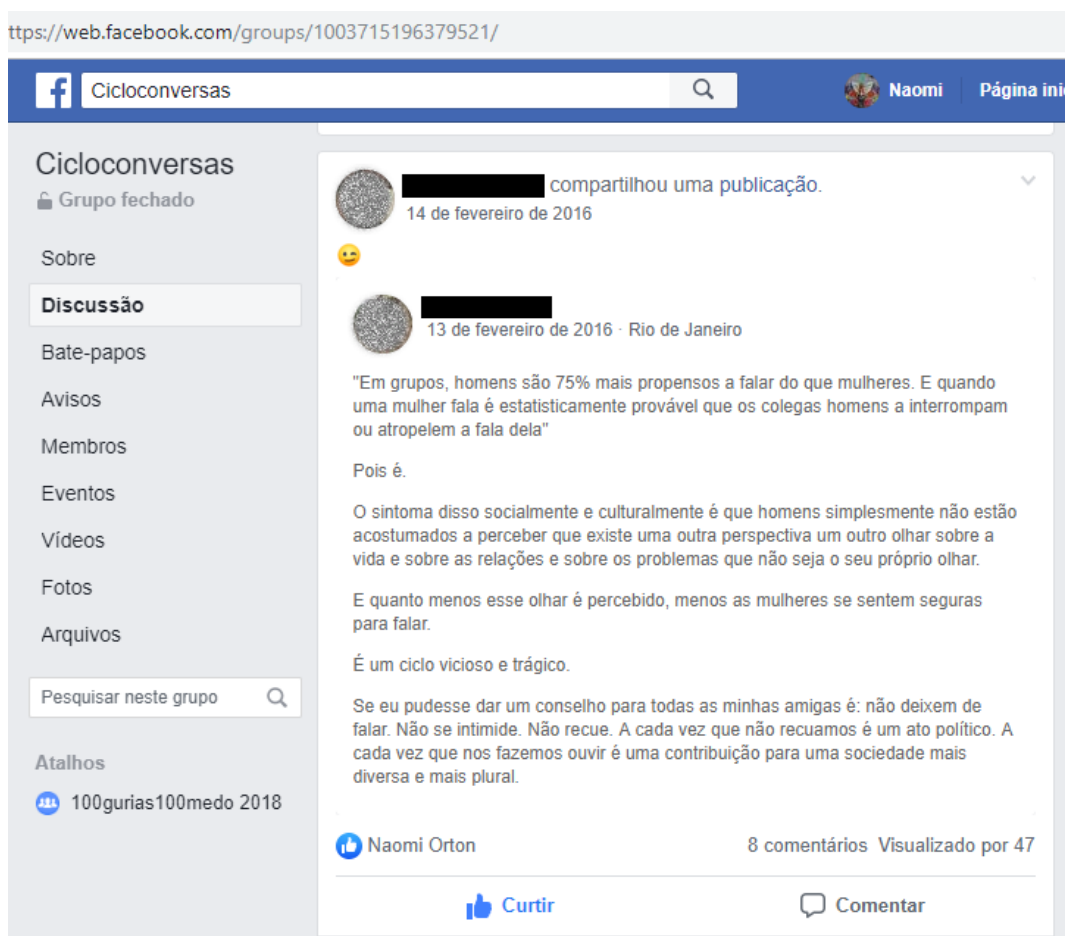 ttps://web.facebook.com/groups/1003715196379521/
f
Cicloconversas
Naomi
Página ini
Cicloconversas
Grupo fechado
Sobre
Discussão
Bate-papos
Avisos
Membros
Eventos
Vídeos
Fotos
Arquivos
Pesquisar neste grupo
Atalhos
100gurias100medo 2018
compartilhou uma publicação.
14 de fevereiro de 2016
13 de fevereiro de 2016 · Rio de Janeiro
"Em grupos, homens são 75% mais propensos a falar do que mulheres. E quando
uma mulher fala é estatisticamente provável que os colegas homens a interrompam
ou atropelem a fala dela"
Pois é.
O sintoma disso socialmente e culturalmente é que homens simplesmente não estão
acostumados a perceber que existe uma outra perspectiva um outro olhar sobre a
vida e sobre as relações e sobre os problemas que não seja o seu próprio olhar.
E quanto menos esse olhar é percebido, menos as mulheres se sentem seguras
para falar.
É um ciclo vicioso e trágico.
Se eu pudesse dar um conselho para todas as minhas amigas é: não deixem de
falar. Não se intimide. Não recue. A cada vez que não recuamos é um ato político. A
cada vez que nos fazemos ouvir é uma contribuição para uma sociedade mais
diversa e mais plural.
Naomi Orton
8 comentários Visualizado por 47
Curtir
Comentar